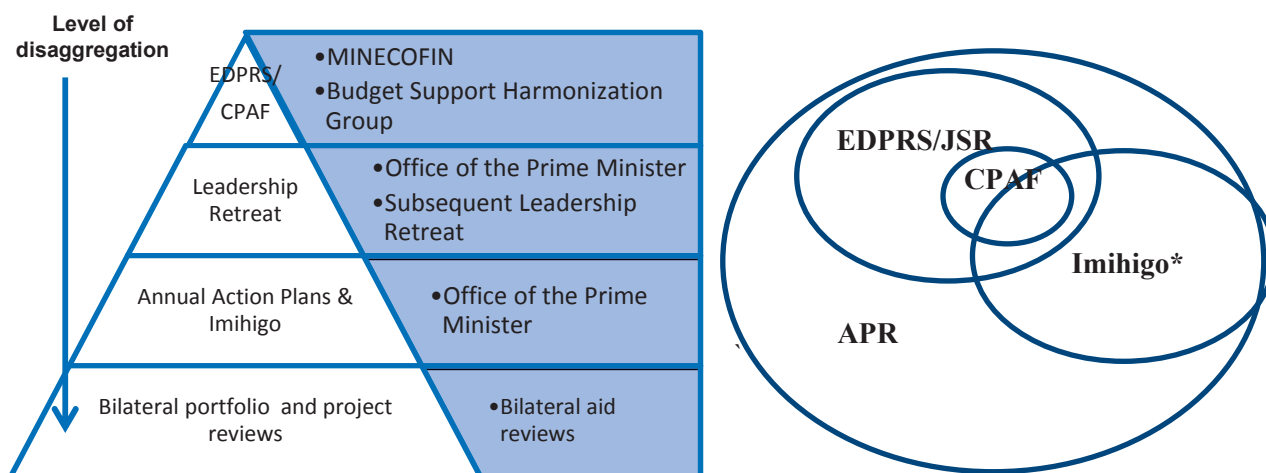 Level of
disaggregation
EDPRS/
CPAF
•MINECOFIN
•Budget Support Harmonization
Group
Leadership
Retreat
•Office of the Prime Minister
•Subsequent Leadership
Retreat
Annual Action Plans &
Imihigo
•Office of the Prime
Minister
Bilateral portfolio and project
reviews
•Bilateral aid
reviews
EDPRS/JSR
CPAF
Imihigo*
APR
`